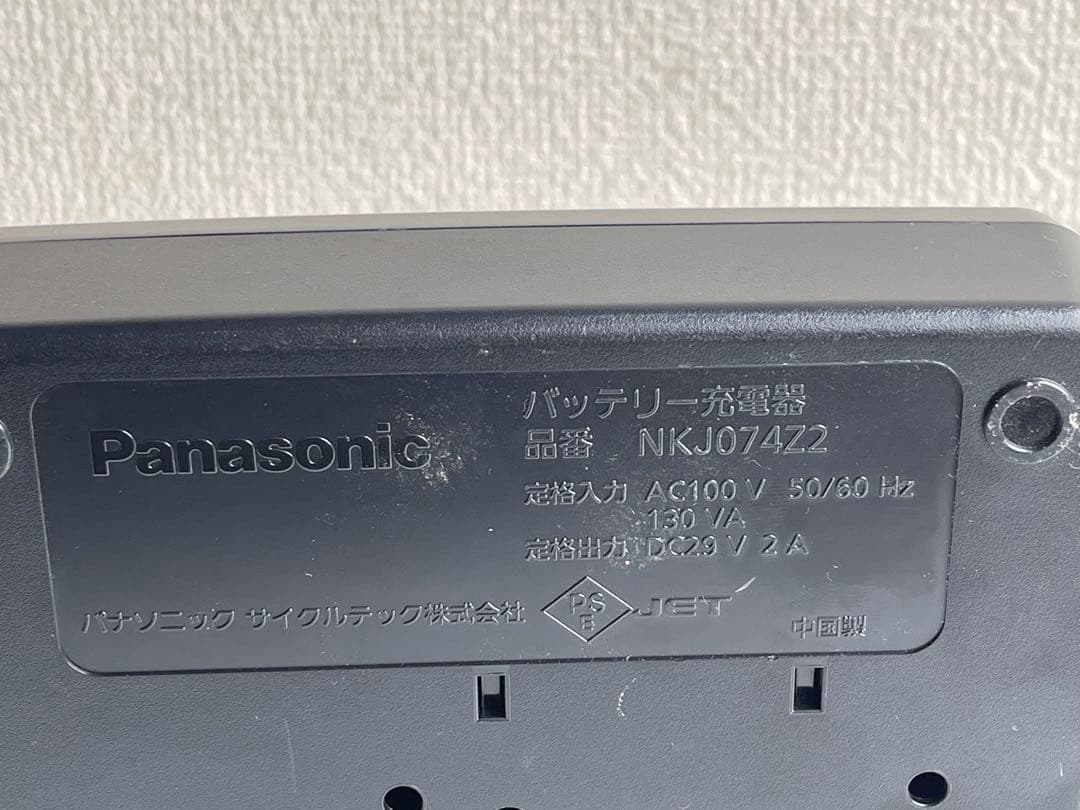 Panasonic
バッテリー充電器
品番 NKJ074Z2
定格入力 AC100 V 50/60 Hz
130 VA
定格出力 DC29 V 2 A
パナソニック サイクルテック株式会社
PS
E
JET
中国製